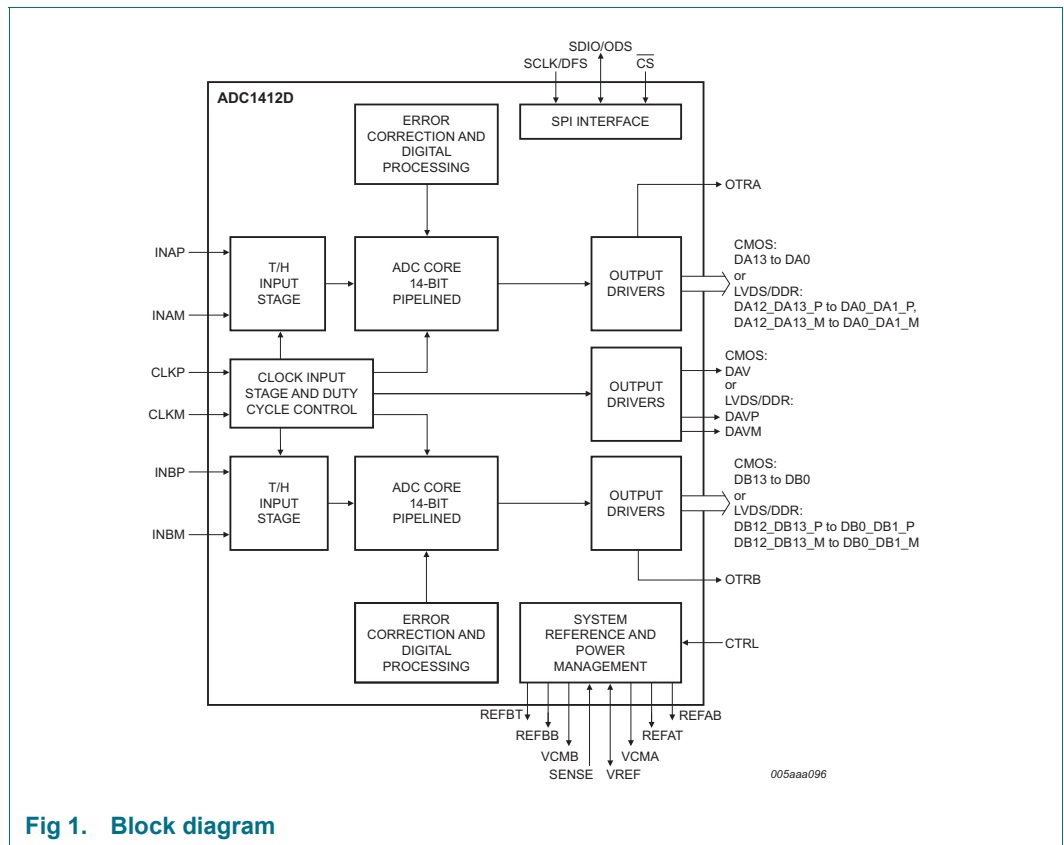 SDIO/ODS
SCLK/DFS
CS
ADC1412D
ERROR
CORRECTION AND
DIGITAL
PROCESSING
SPI INTERFACE
OTRA
INAP
INAM
T/H
INPUT
STAGE
ADC CORE
14-BIT
PIPELINED
OUTPUT
DRIVERS
CMOS:
DA13 to DA0
or
LVDS/DDR:
DA12_DA13_P to DA0_DA1_P,
DA12_DA13_M to DA0_DA1_M
CLKP
CLKM
CLOCK INPUT
STAGE AND DUTY
CYCLE CONTROL
OUTPUT
DRIVERS
CMOS:
DAV
or
LVDS/DDR:
DAVP
DAVM
INBP
INBM
T/H
INPUT
STAGE
ADC CORE
14-BIT
PIPELINED
OUTPUT
DRIVERS
CMOS:
DB13 to DB0
or
LVDS/DDR:
DB12_DB13_P to DB0_DB1_P
DB12_DB13_M to DB0_DB1_M
OTRB
ERROR
CORRECTION AND
DIGITAL
PROCESSING
SYSTEM
REFERENCE AND
POWER
MANAGEMENT
CTRL
REFBT
REFBB
VCMB
SENSE
VREF
VCMA
REFAT
REFAB
005aaa096
Fig 1. Block diagram